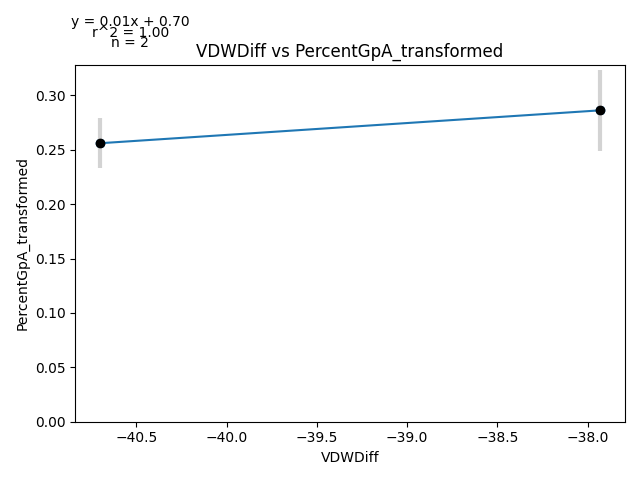 y = 0.01x + 0.70
r^2 = 1.00
n = 2
VDWDiff vs PercentGpA_transformed
PercentGpA_transformed
0.30
0.25
0.20
0.15
0.10
0.05
0.00
−40.5 −40.0 −39.5 −39.0 −38.5 −38.0
VDWDiff